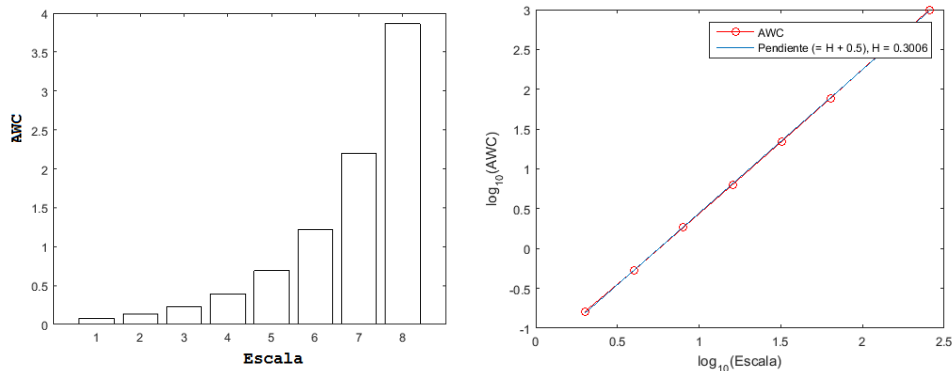 4
3.5
3
2.5
2
1.5
1
0.5
0
AWC
1 2 3 4 5 6 7 8
Escala
3
2.5
2
1.5
1
0.5
0
-0.5
-1
log10(AWC)
AWC
Pendiente (= H + 0.5), H = 0.3006
0 0.5 1 1.5 2 2.5
log10(Escala)